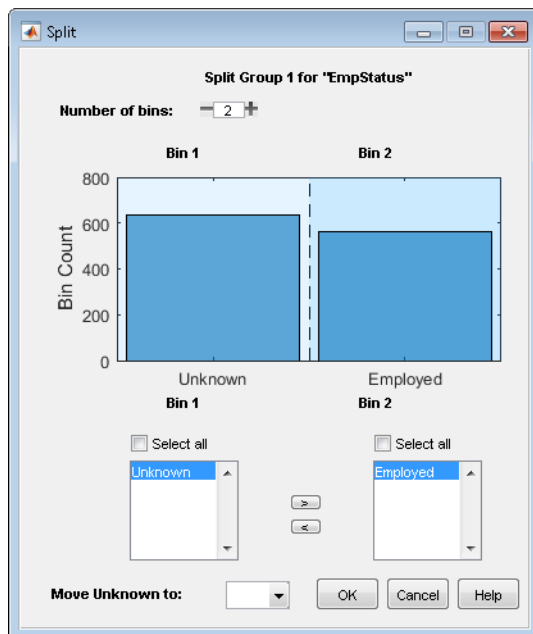 Split
Split Group 1 for "EmpStatus"
Number of bins: 2
Bin 1 Bin 2
800
600
400
200
0
Bin Count
Unknown Employed
Bin 1 Bin 2
Select all Select all
Unknown Employed
>
<
Move Unknown to: OK Cancel Help